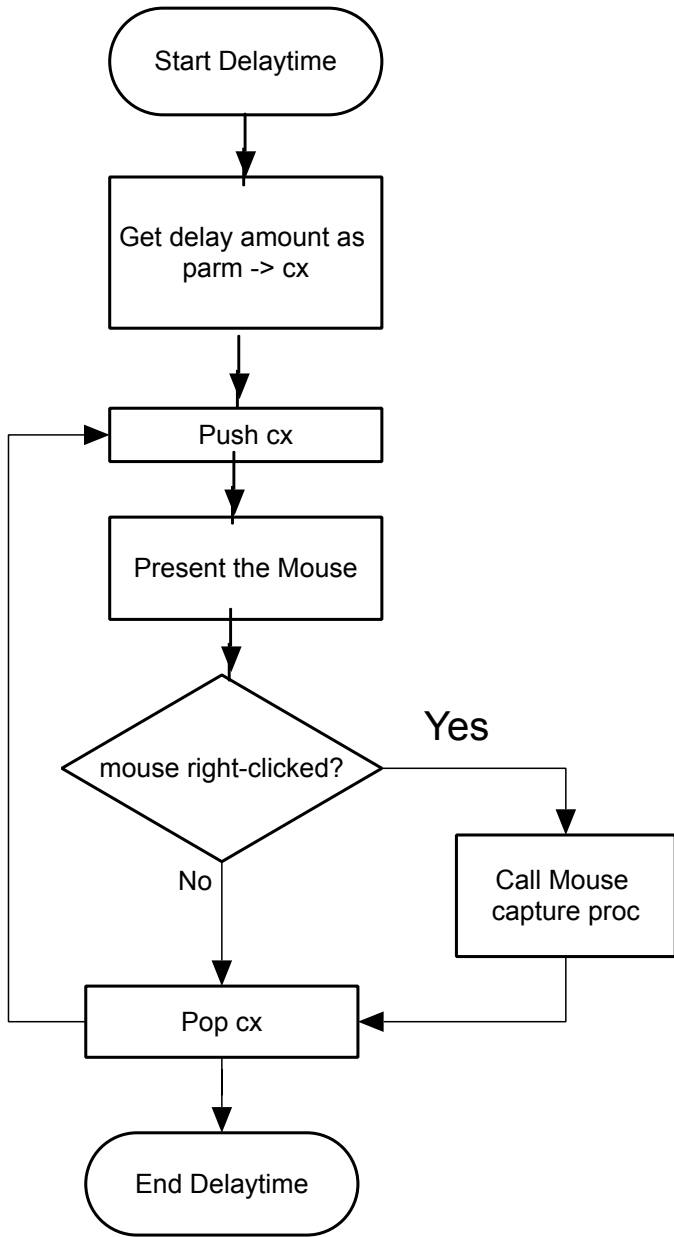 Start Delaytime
Get delay amount as
parm -> cx
Push cx
Present the Mouse
Yes
mouse right-clicked?
No
Call Mouse
capture proc
Pop cx
End Delaytime